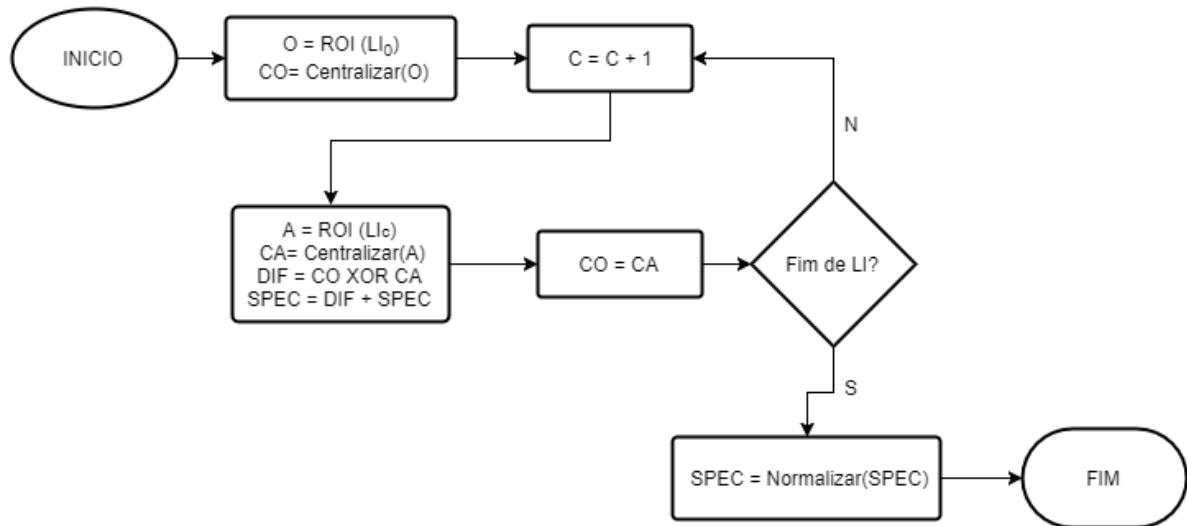 INICIO
O = ROI (LI₀)
CO= Centralizar(O)
C = C + 1
N
A = ROI (LIc)
CA= Centralizar(A)
DIF = CO XOR CA
SPEC = DIF + SPEC
CO = CA
Fim de LI?
S
SPEC = Normalizar(SPEC)
FIM